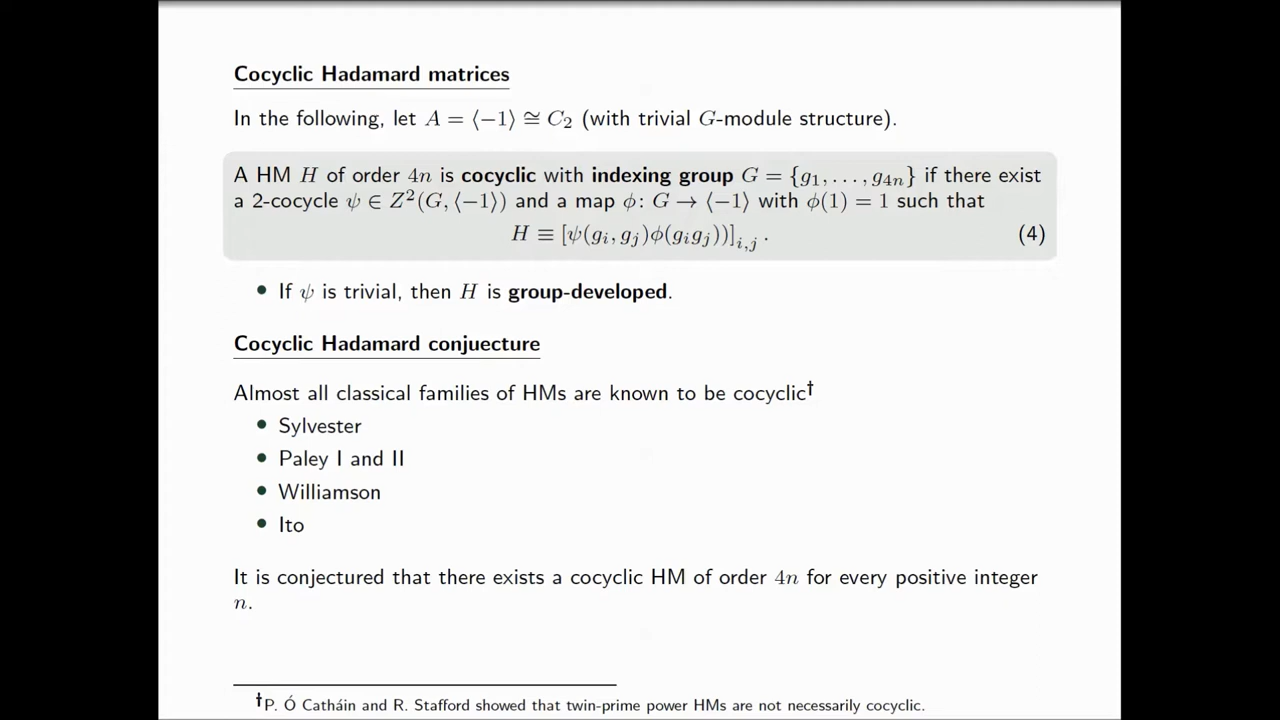 Cocyclic Hadamard matrices
In the following, let A = ⟨−1⟩ ≅ C₂ (with trivial G-module structure).
A HM H of order 4n is cocyclic with indexing group G = {g₁, . . . , g₄ₙ} if there exist
a 2-cocycle ψ ∈ Z²(G, ⟨−1⟩) and a map ϕ: G → ⟨−1⟩ with ϕ(1) = 1 such that
H ≡ [ψ(gᵢ, gⱼ)ϕ(gᵢgⱼ))]ᵢ,ⱼ . (4)
• If ψ is trivial, then H is group-developed.
Cocyclic Hadamard conjuecture
Almost all classical families of HMs are known to be cocyclic†
• Sylvester
• Paley I and II
• Williamson
• Ito
It is conjectured that there exists a cocyclic HM of order 4n for every positive integer
n.
†P. Ó Catháin and R. Stafford showed that twin-prime power HMs are not necessarily cocyclic.